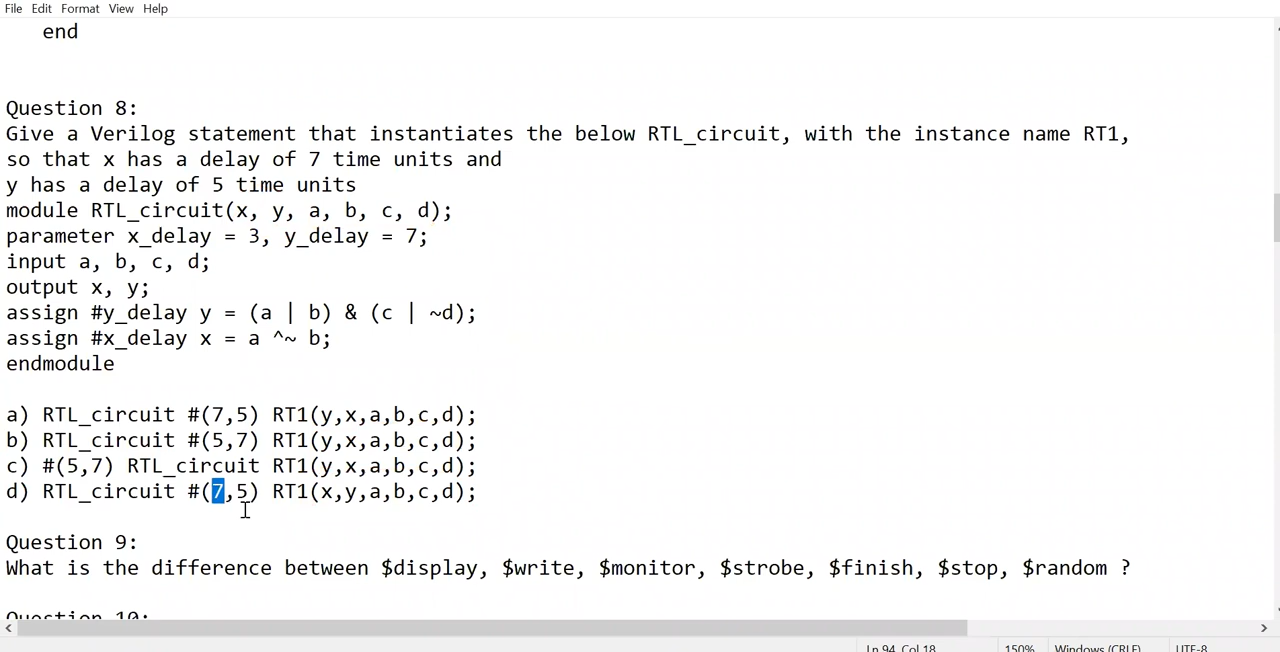 File Edit Format View Help
end
Question 8:
Give a Verilog statement that instantiates the below RTL_circuit, with the instance name RT1,
so that x has a delay of 7 time units and
y has a delay of 5 time units
module RTL_circuit(x, y, a, b, c, d);
parameter x_delay = 3, y_delay = 7;
input a, b, c, d;
output x, y;
assign #y_delay y = (a | b) & (c | ~d);
assign #x_delay x = a ^~ b;
endmodule
a) RTL_circuit #(7,5) RT1(y,x,a,b,c,d);
b) RTL_circuit #(5,7) RT1(y,x,a,b,c,d);
c) #(5,7) RTL_circuit RT1(y,x,a,b,c,d);
d) RTL_circuit #(7,5) RT1(x,y,a,b,c,d);
Question 9:
What is the difference between $display, $write, $monitor, $strobe, $finish, $stop, $random ?
Question 10:
Ln 94, Col 18 150% Windows (CRLF) UTF-8